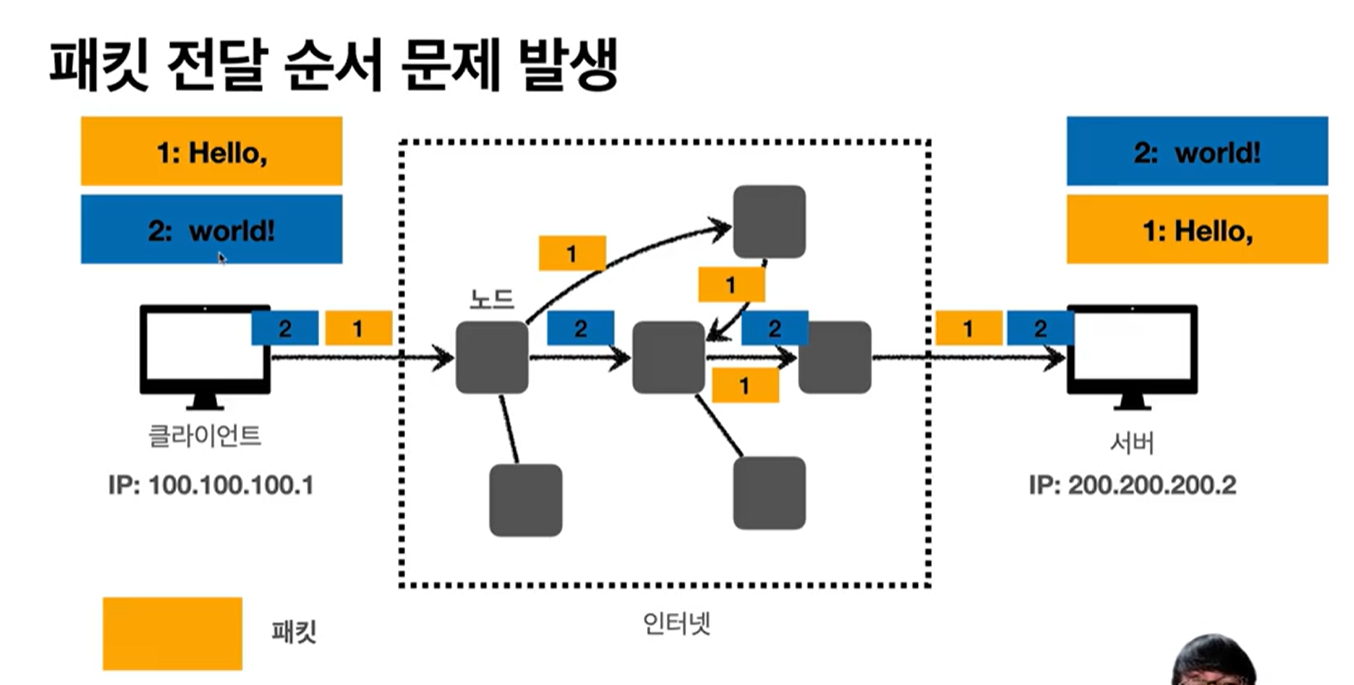 패킷 전달 순서 문제 발생
1: Hello,
2: world!
2: world!
1: Hello,
1
1
노드
2
1
2
2
1
2
1
클라이언트
서버
IP: 100.100.100.1
IP: 200.200.200.2
패킷
인터넷